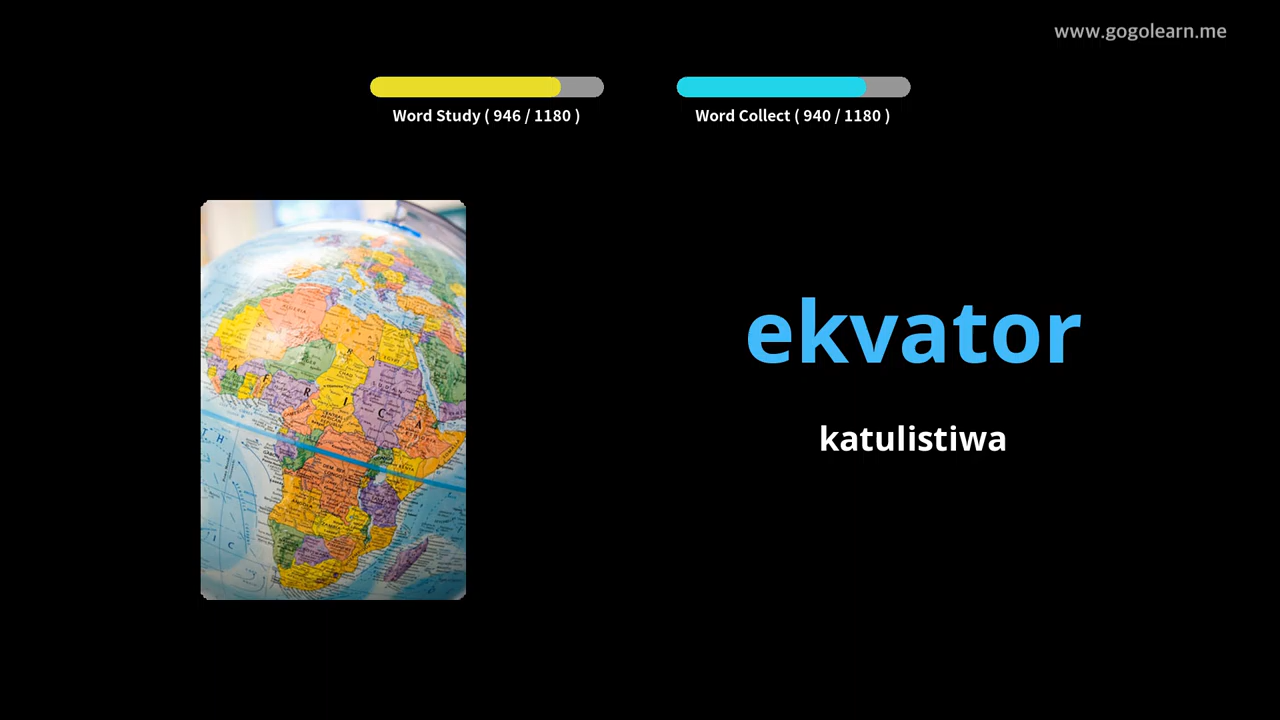 www.gogolearn.me
Word Study ( 946 / 1180 )
Word Collect ( 940 / 1180 )
ekvator
katulistiwa
A F R I C A